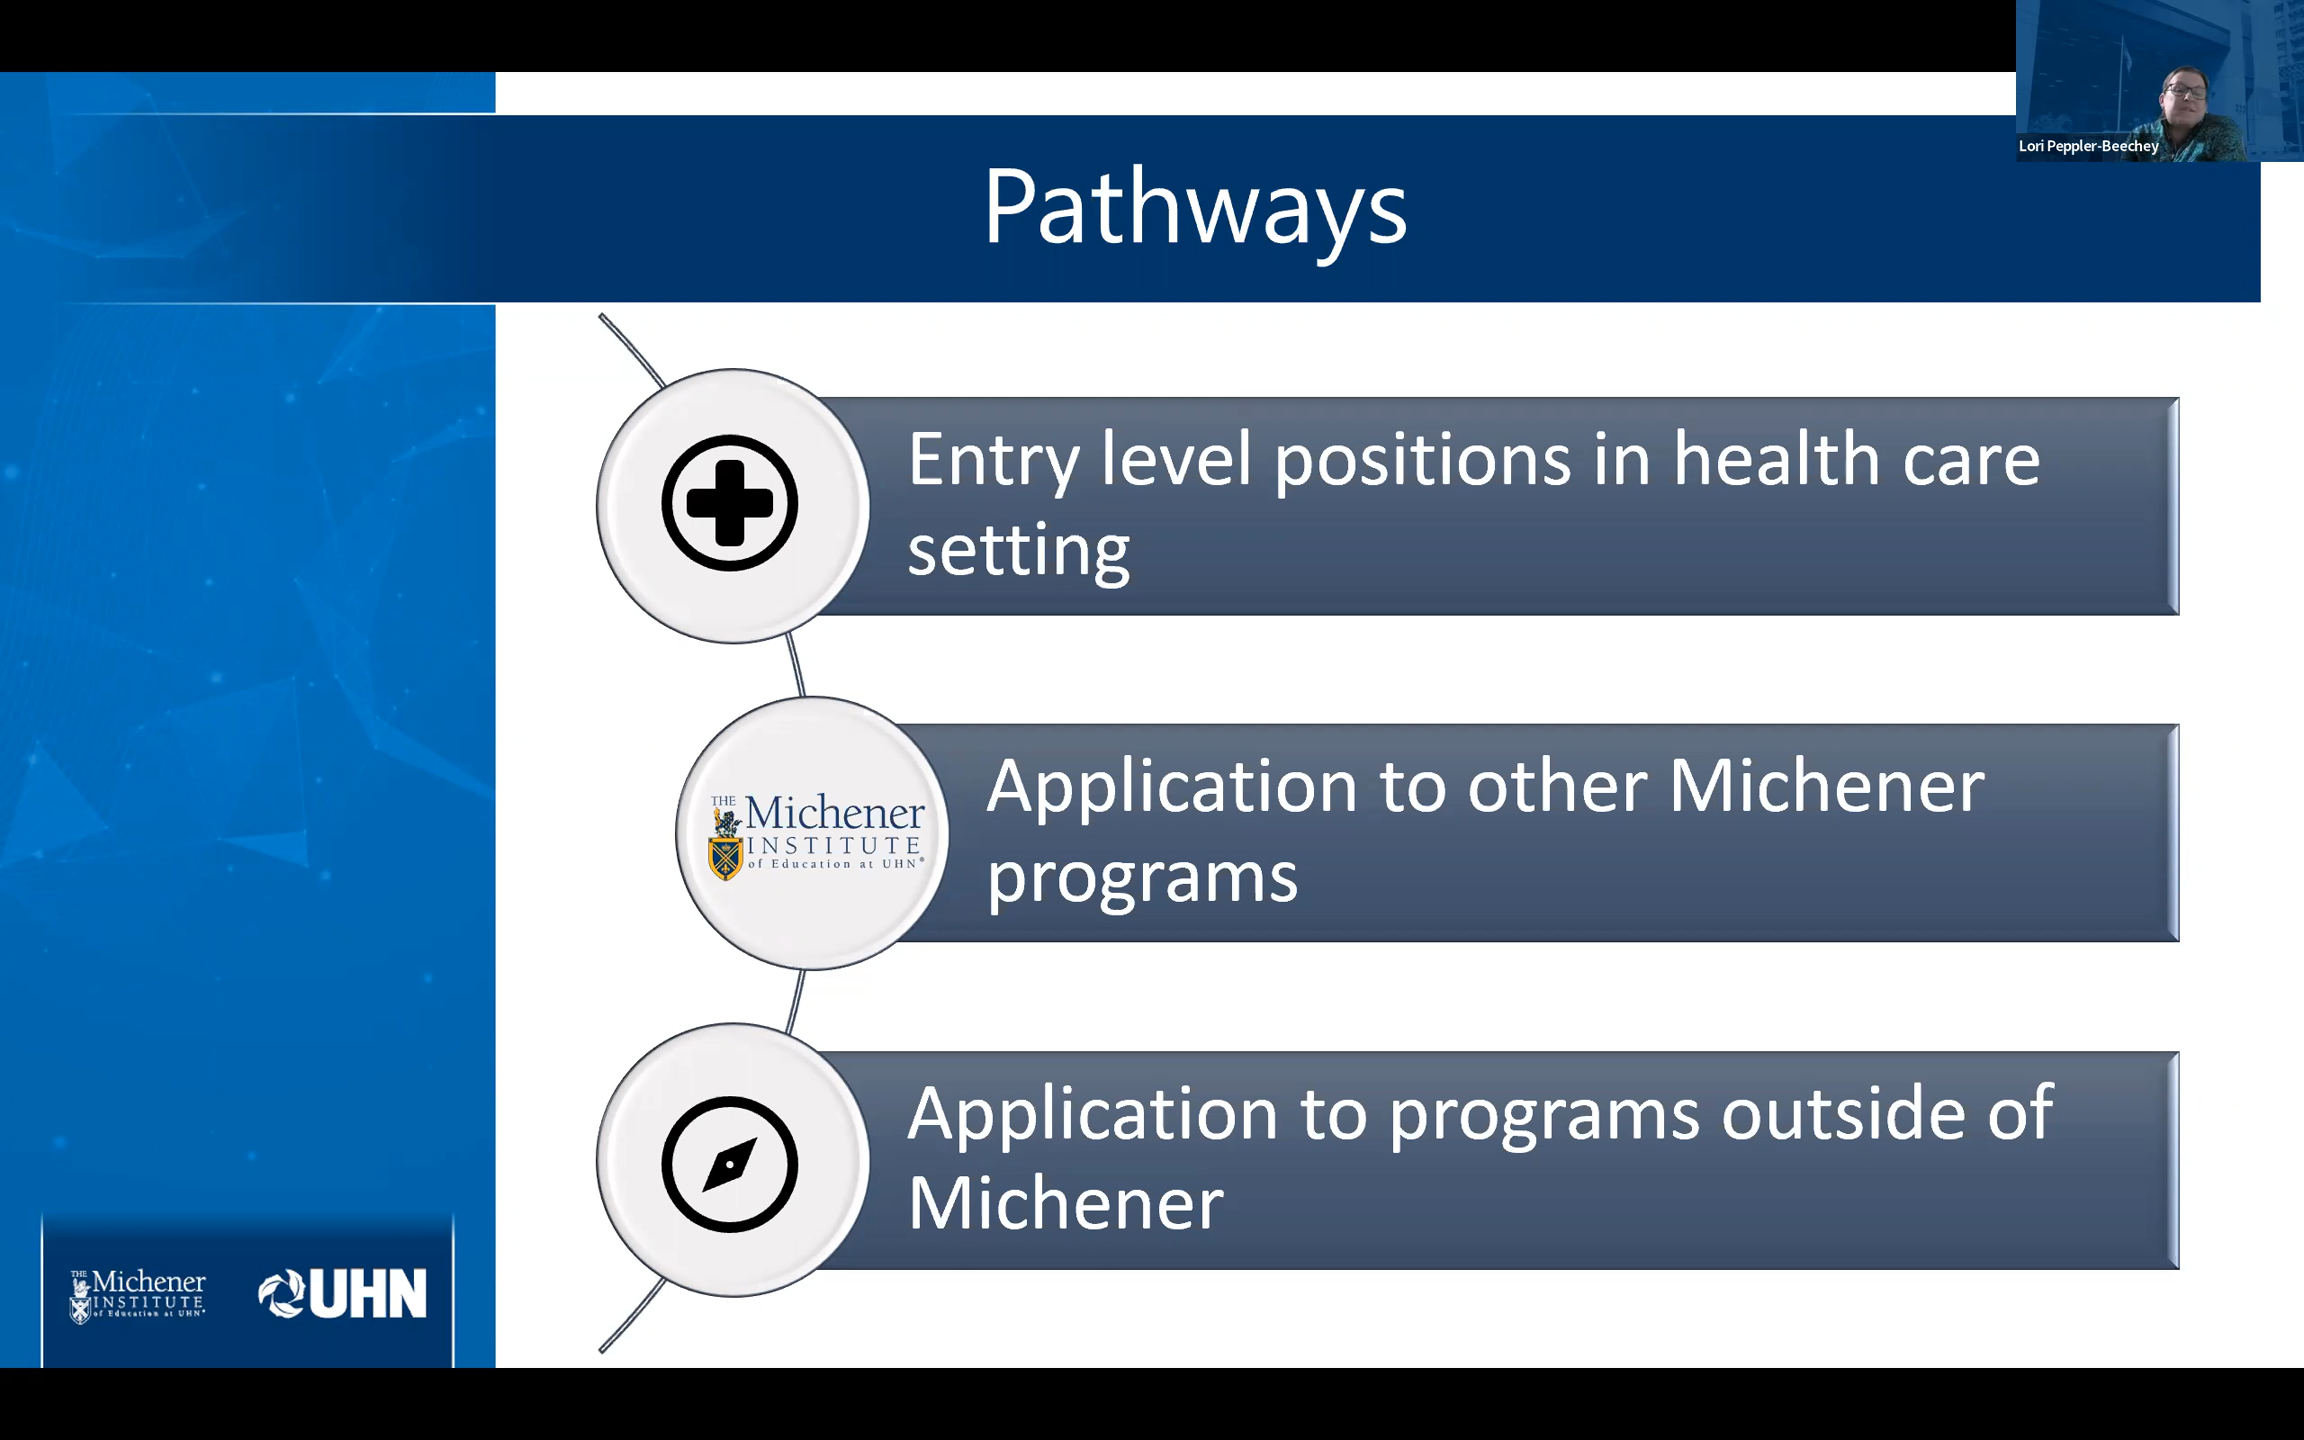 Lori Peppler-Beechey
Pathways
Entry level positions in health care
setting
THE
Michener
INSTITUTE
of Education at UHN®
Application to other Michener
programs
Application to programs outside of
Michener
THE
Michener
INSTITUTE
of Education at UHN®
UHN